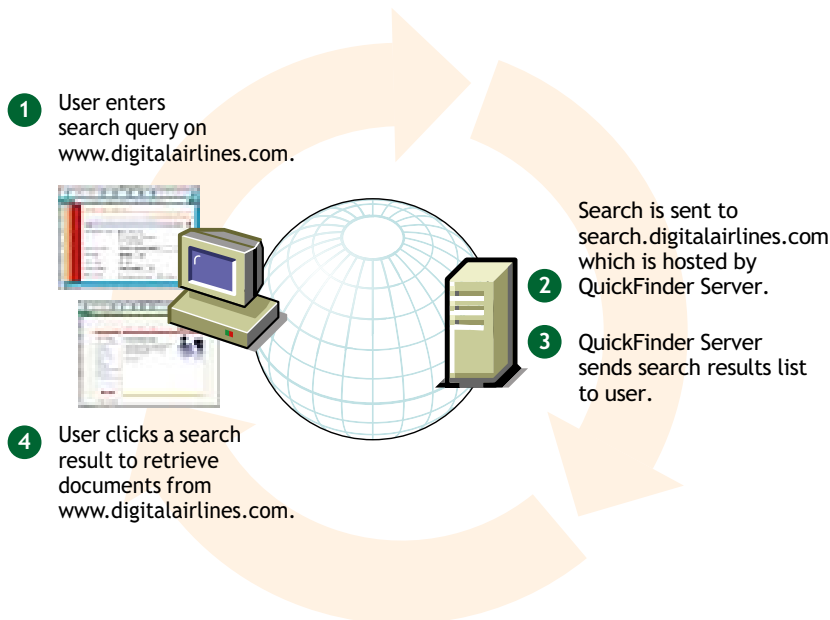 1
User enters
search query on
www.digitalairlines.com.
Search is sent to
search.digitalairlines.com
which is hosted by
2
QuickFinder Server.
3
QuickFinder Server
sends search results list
to user.
4
User clicks a search
result to retrieve
documents from
www.digitalairlines.com.